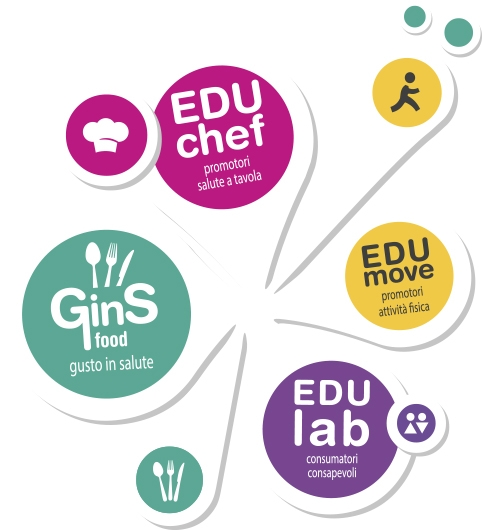 EDU
chef
promotori
salute a tavola
EDU
move
promotori
attività fisica
GinS
food
gusto in salute
EDU
lab
consumatori
consapevoli